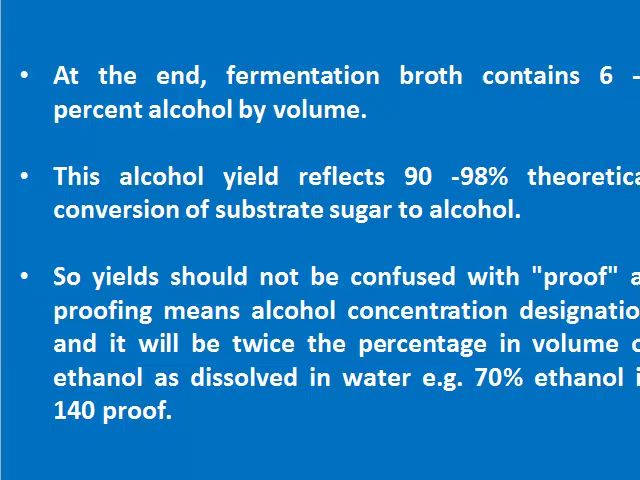 • At the end, fermentation broth contains 6 -
percent alcohol by volume.
• This alcohol yield reflects 90 -98% theoretica
conversion of substrate sugar to alcohol.
• So yields should not be confused with "proof" a
proofing means alcohol concentration designatio
and it will be twice the percentage in volume o
ethanol as dissolved in water e.g. 70% ethanol i
140 proof.